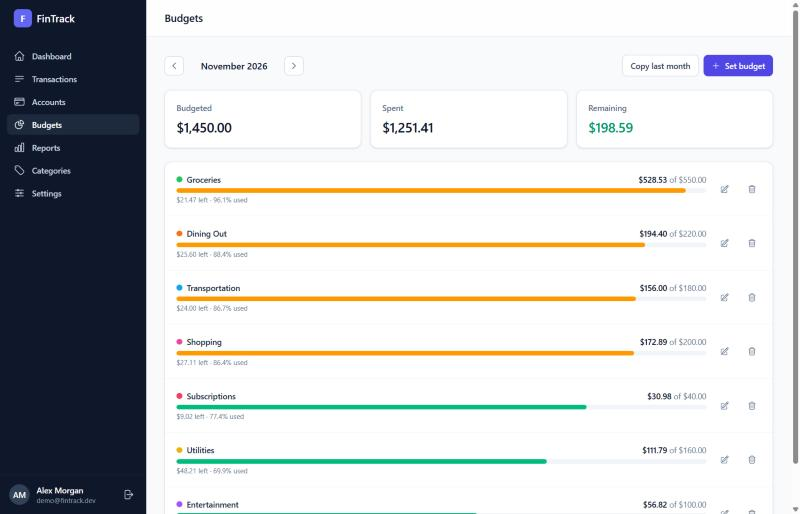 F FinTrack
Budgets
Dashboard
Transactions
Accounts
Budgets
Reports
Categories
Settings
AM
Alex Morgan
demo@fintrack.dev
November 2026
Copy last month
+ Set budget
Budgeted
$1,450.00
Spent
$1,251.41
Remaining
$198.59
Groceries $528.53 of $550.00
$21.47 left · 96.1% used
Dining Out $194.40 of $220.00
$25.60 left · 88.4% used
Transportation $156.00 of $180.00
$24.00 left · 86.7% used
Shopping $172.89 of $200.00
$27.11 left · 86.4% used
Subscriptions $30.98 of $40.00
$9.02 left · 77.4% used
Utilities $111.79 of $160.00
$48.21 left · 69.9% used
Entertainment $56.82 of $100.00